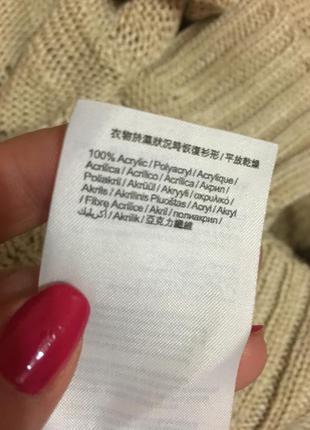 衣物於濕狀況時恢復衫形 / 平放乾燥
100% Acrylic / Polyacryl / Acrylique /
Acrilica / Acrílico / Acrílica / Акрил /
Poliakril / Akrüül / Akryyli / ακρυλικό /
Akrils / Akrilinis Pluoštas / Acryl / Akryl
/ Fibre Acrilice / Akril / полиакрил /
أكريليك / Akrilik / 亞克力纖維